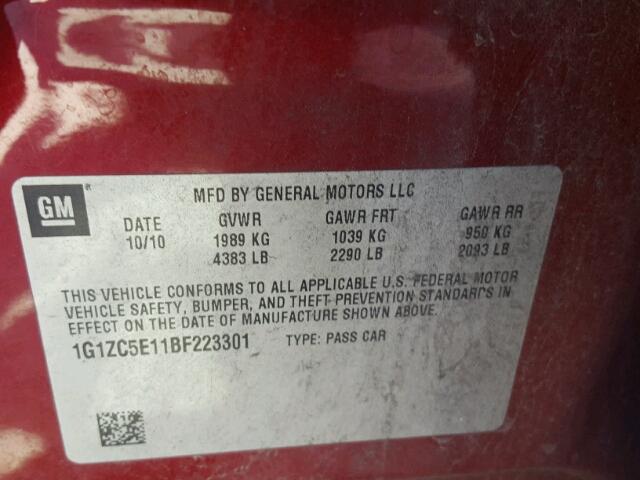 GM
MFD BY GENERAL MOTORS LLC
DATE GVWR GAWR FRT GAWR RR
10/10 1989 KG 1039 KG 950 KG
4383 LB 2290 LB 2093 LB
THIS VEHICLE CONFORMS TO ALL APPLICABLE U.S. FEDERAL MOTOR
VEHICLE SAFETY, BUMPER, AND THEFT PREVENTION STANDARDS IN
EFFECT ON THE DATE OF MANUFACTURE SHOWN ABOVE.
1G1ZC5E11BF223301 TYPE: PASS CAR